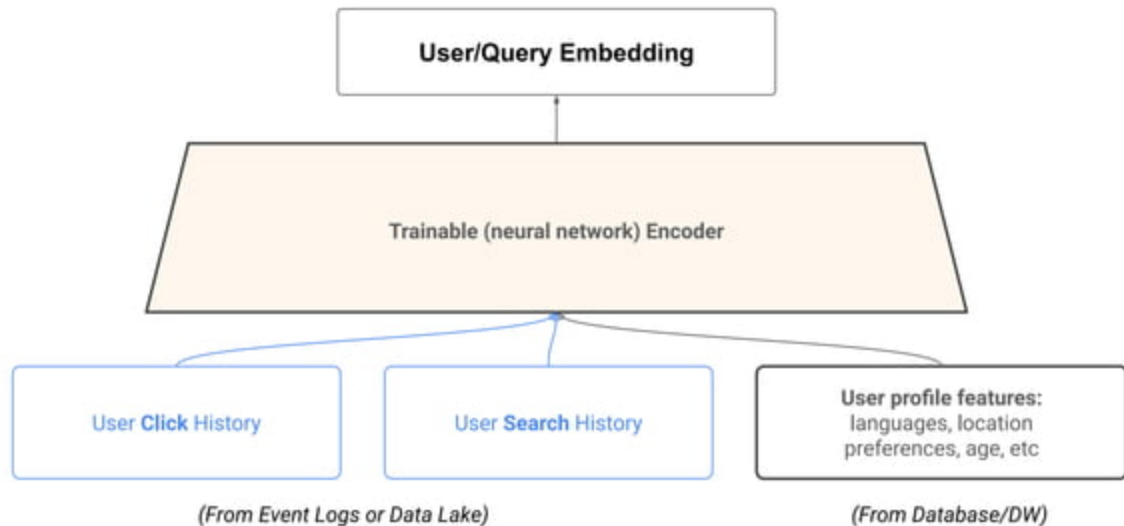 User/Query Embedding
Trainable (neural network) Encoder
User Click History
User Search History
User profile features:
languages, location
preferences, age, etc
(From Event Logs or Data Lake)
(From Database/DW)